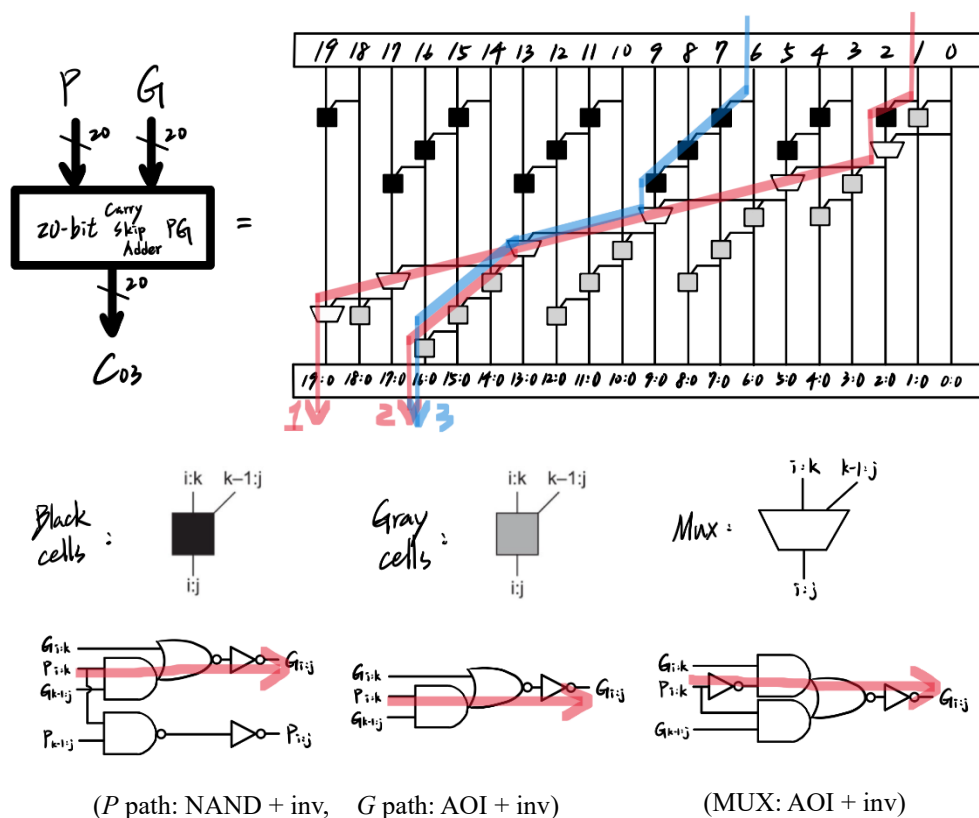 P G
20 20
20-bit Carry Skip Adder PG
=
20
C03
19 18 17 16 15 14 13 12 11 10 9 8 7 6 5 4 3 2 1 0
19:0 18:0 17:0 16:0 15:0 14:0 13:0 12:0 11:0 10:0 9:0 8:0 7:0 6:0 5:0 4:0 3:0 2:0 1:0 0:0
1 2 3
Black cells :
i:k k–1:j
i:j
Gray cells :
i:k k–1:j
i:j
Mux :
i:k k-1:j
i:j
Gi:k
Pi:k
Gk-1:j
Pk-1:j
Gi:j
Pi:j
Gi:k
Pi:k
Gk-1:j
Gi:j
Gi:k
Pi:k
Gk-1:j
Gi:j
(P path: NAND + inv, G path: AOI + inv)
(MUX: AOI + inv)